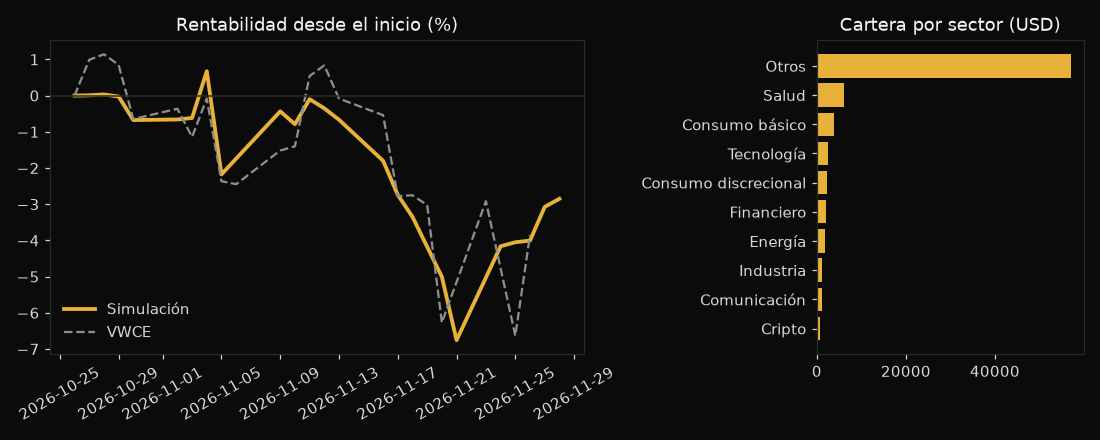 Rentabilidad desde el inicio (%)
1
0
−1
−2
−3
−4
−5
−6
−7
Simulación
VWCE
2026-10-25
2026-10-29
2026-11-01
2026-11-05
2026-11-09
2026-11-13
2026-11-17
2026-11-21
2026-11-25
2026-11-29
Cartera por sector (USD)
Otros
Salud
Consumo básico
Tecnología
Consumo discrecional
Financiero
Energía
Industria
Comunicación
Cripto
0
20000
40000